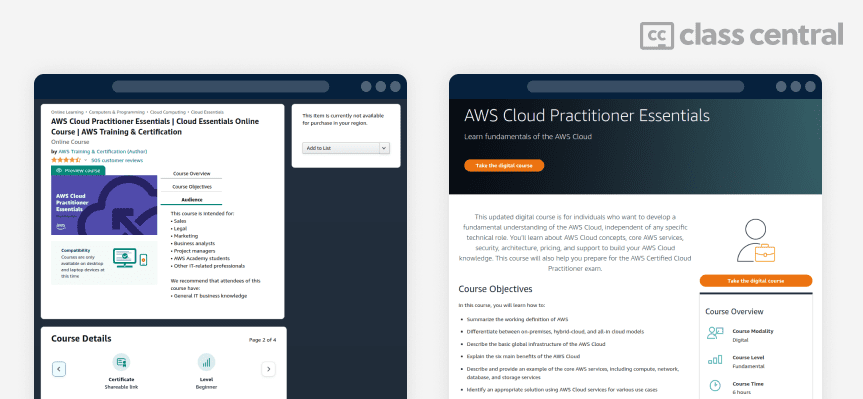 cc class central
Online Learning › Computers & Programming › Cloud Computing › Cloud Essentials
AWS Cloud Practitioner Essentials | Cloud Essentials Online
Course | AWS Training & Certification
Online Course
by AWS Training & Certification (Author)
505 customer reviews
Preview course
AWS Cloud
Practitioner
Essentials
aws
Compatibility
Courses are only
available on desktop
and laptop devices at
this time
Course Overview
Course Objectives
Audience
This course is intended for:
• Sales
• Legal
• Marketing
• Business analysts
• Project managers
• AWS Academy students
• Other IT-related professionals
We recommend that attendees of this
course have:
• General IT business knowledge
This item is currently not available
for purchase in your region.
Add to List
Course Details
Page 2 of 4
Certificate
Shareable link
Level
Beginner
AWS Cloud Practitioner Essentials
Learn fundamentals of the AWS Cloud
Take the digital course
This updated digital course is for individuals who want to develop a
fundamental understanding of the AWS Cloud, independent of any specific
technical role. You'll learn about AWS Cloud concepts, core AWS services,
security, architecture, pricing, and support to build your AWS Cloud
knowledge. This course will also help you prepare for the AWS Certified Cloud
Practitioner exam.
Course Objectives
In this course, you will learn how to:
• Summarize the working definition of AWS
• Differentiate between on-premises, hybrid-cloud, and all-in cloud models
• Describe the basic global infrastructure of the AWS Cloud
• Explain the six main benefits of the AWS Cloud
• Describe and provide an example of the core AWS services, including compute, network,
database, and storage services
• Identify an appropriate solution using AWS Cloud services for various use cases
Take the digital course
Course Overview
Course Modality
Digital
Course Level
Fundamental
Course Time
6 hours